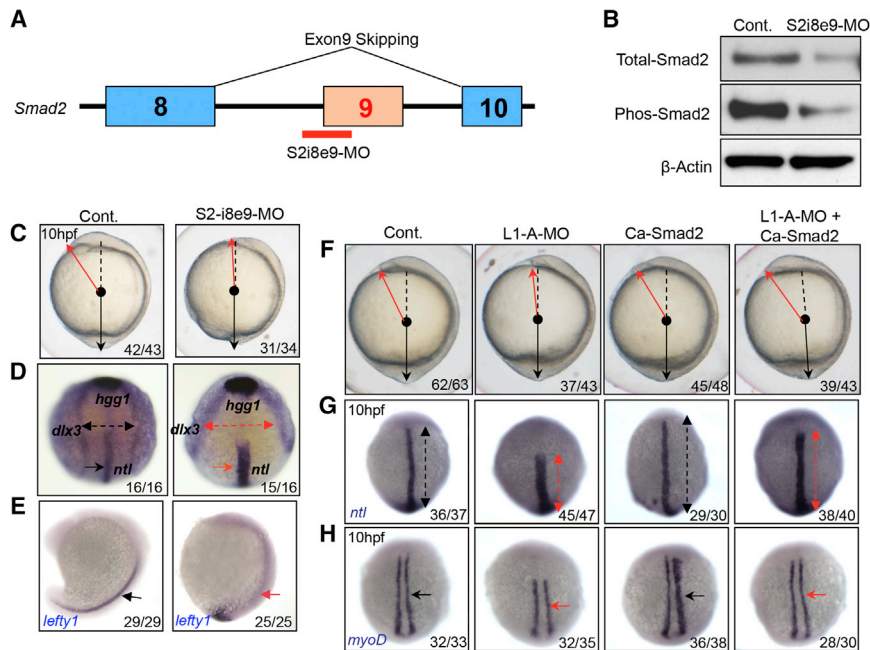 A
Exon9 Skipping
Smad2
8
9
10
S2i8e9-MO
B
Cont. S2i8e9-MO
Total-Smad2
Phos-Smad2
β-Actin
C
Cont. S2-i8e9-MO
10hpf
42/43 31/34
D
hgg1 hgg1
dlx3 dlx3
ntl ntl
16/16 15/16
E
lefty1 29/29 lefty1 25/25
F
Cont. L1-A-MO Ca-Smad2 L1-A-MO +
Ca-Smad2
62/63 37/43 45/48 39/43
G
10hpf
ntl 36/37 45/47 29/30 38/40
H
10hpf
myoD 32/33 32/35 36/38 28/30